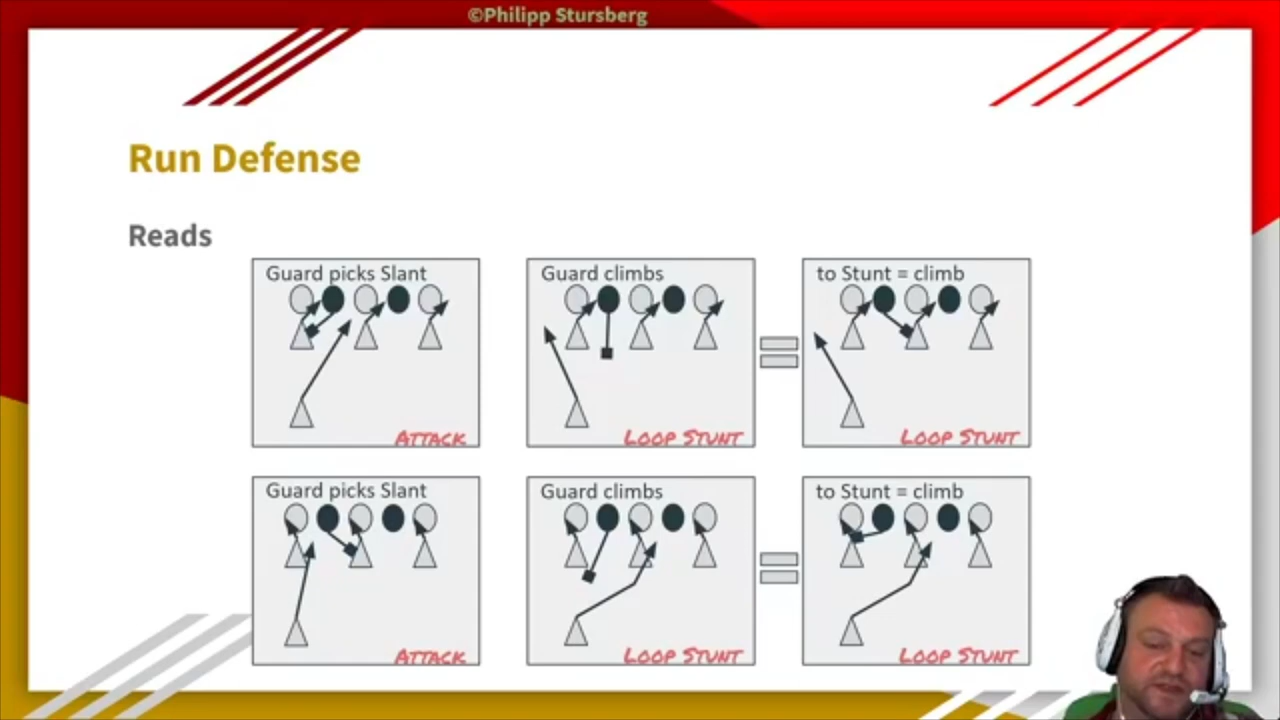 ©Philipp Stursberg
Run Defense
Reads
Guard picks Slant
Attack
Guard climbs
Loop Stunt
to Stunt = climb
Loop Stunt
Guard picks Slant
Attack
Guard climbs
Loop Stunt
to Stunt = climb
Loop Stunt